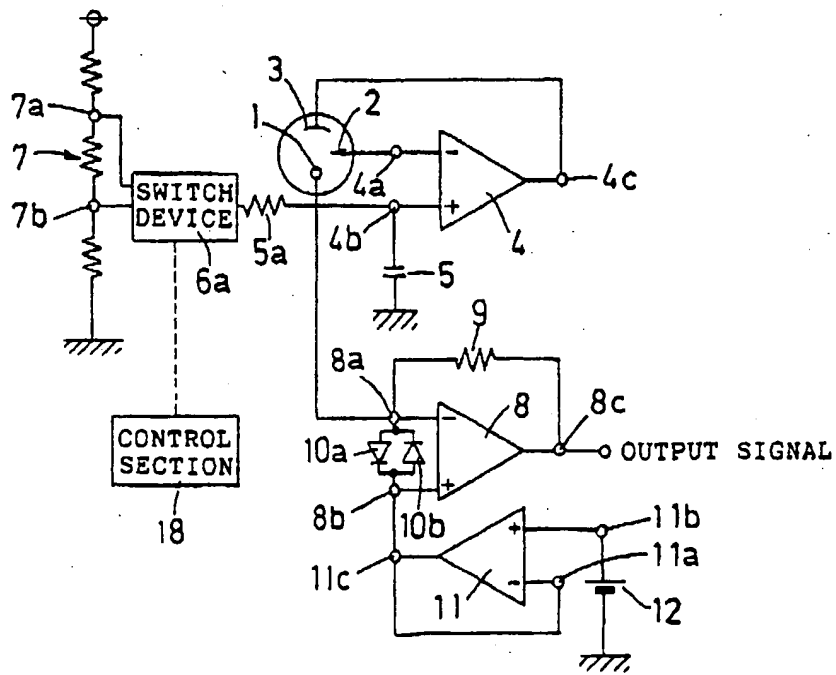 7a
7
7b
SWITCH
DEVICE
6a
5a
3
2
1
4a
-
+
4b
4
4c
5
9
8a
8
8c
-
+
OUTPUT SIGNAL
10a
8b
10b
CONTROL
SECTION
18
11c
11
+
-
11b
11a
12